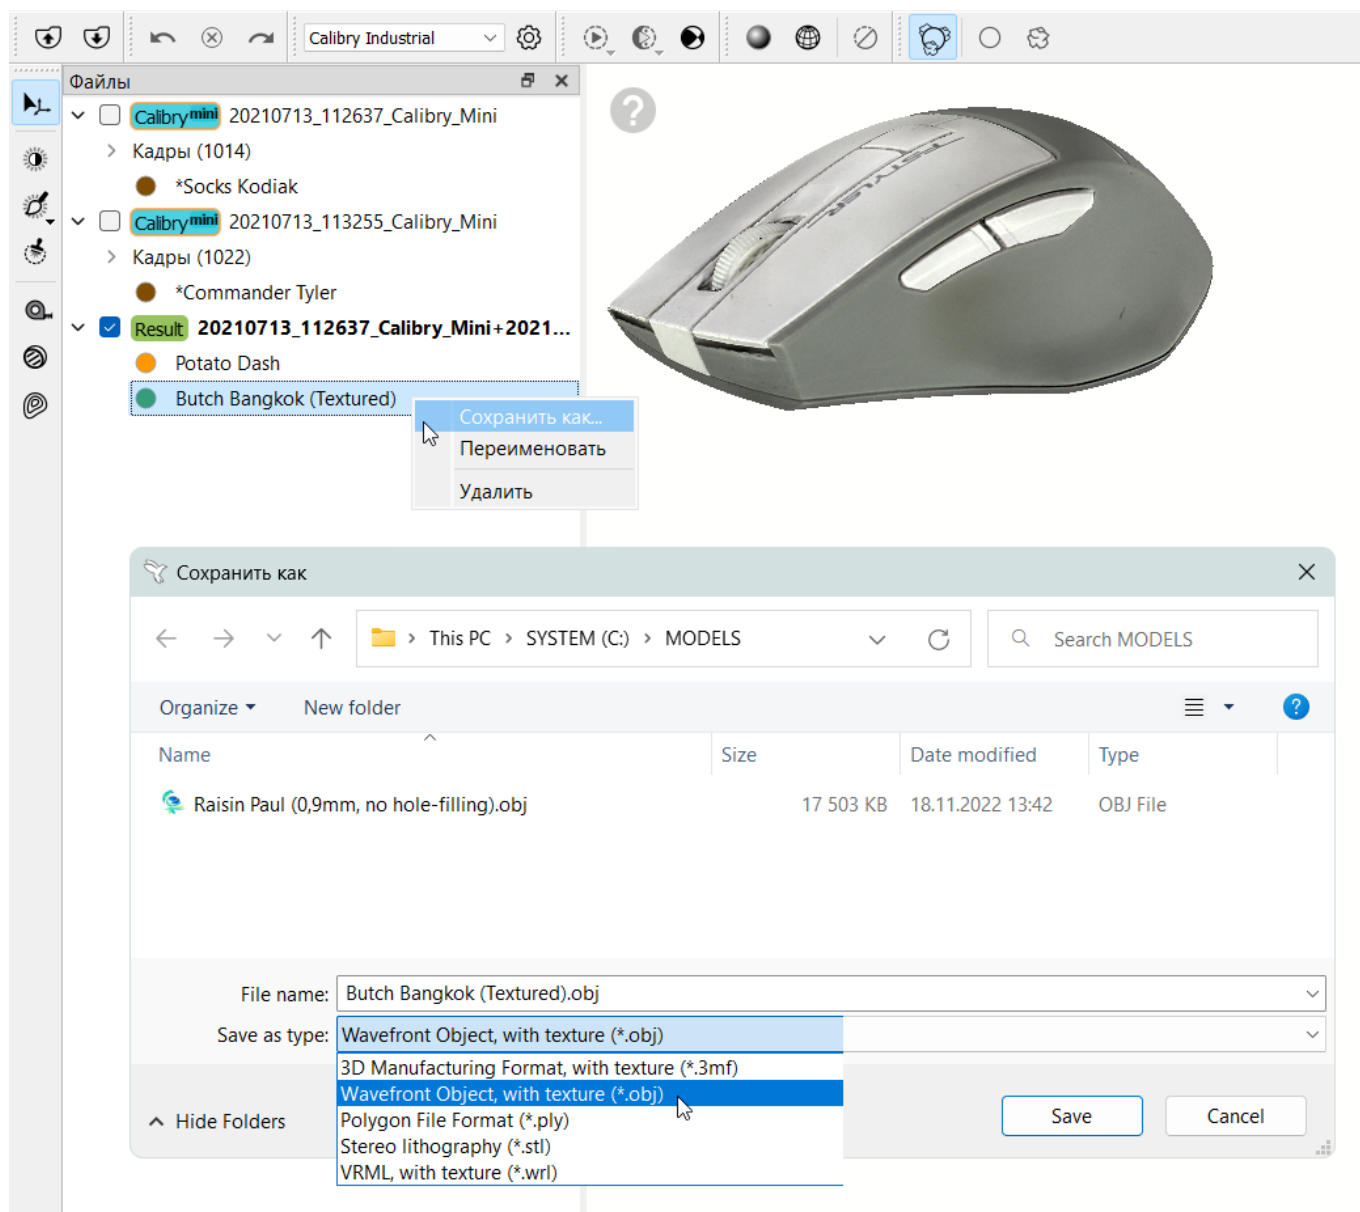 Calibry Industrial
Файлы
Calibry mini 20210713_112637_Calibry_Mini
Кадры (1014)
*Socks Kodiak
Calibry mini 20210713_113255_Calibry_Mini
Кадры (1022)
*Commander Tyler
Result 20210713_112637_Calibry_Mini+2021...
Potato Dash
Butch Bangkok (Textured)
Сохранить как...
Переименовать
Удалить
?
FSTYLER
Сохранить как
This PC > SYSTEM (C:) > MODELS
Search MODELS
Organize
New folder
?
Name Size Date modified Type
Raisin Paul (0,9mm, no hole-filling).obj 17 503 KB 18.11.2022 13:42 OBJ File
File name: Butch Bangkok (Textured).obj
Save as type: Wavefront Object, with texture (*.obj)
3D Manufacturing Format, with texture (*.3mf)
Wavefront Object, with texture (*.obj)
Polygon File Format (*.ply)
Stereo lithography (*.stl)
VRML, with texture (*.wrl)
Hide Folders
Save
Cancel